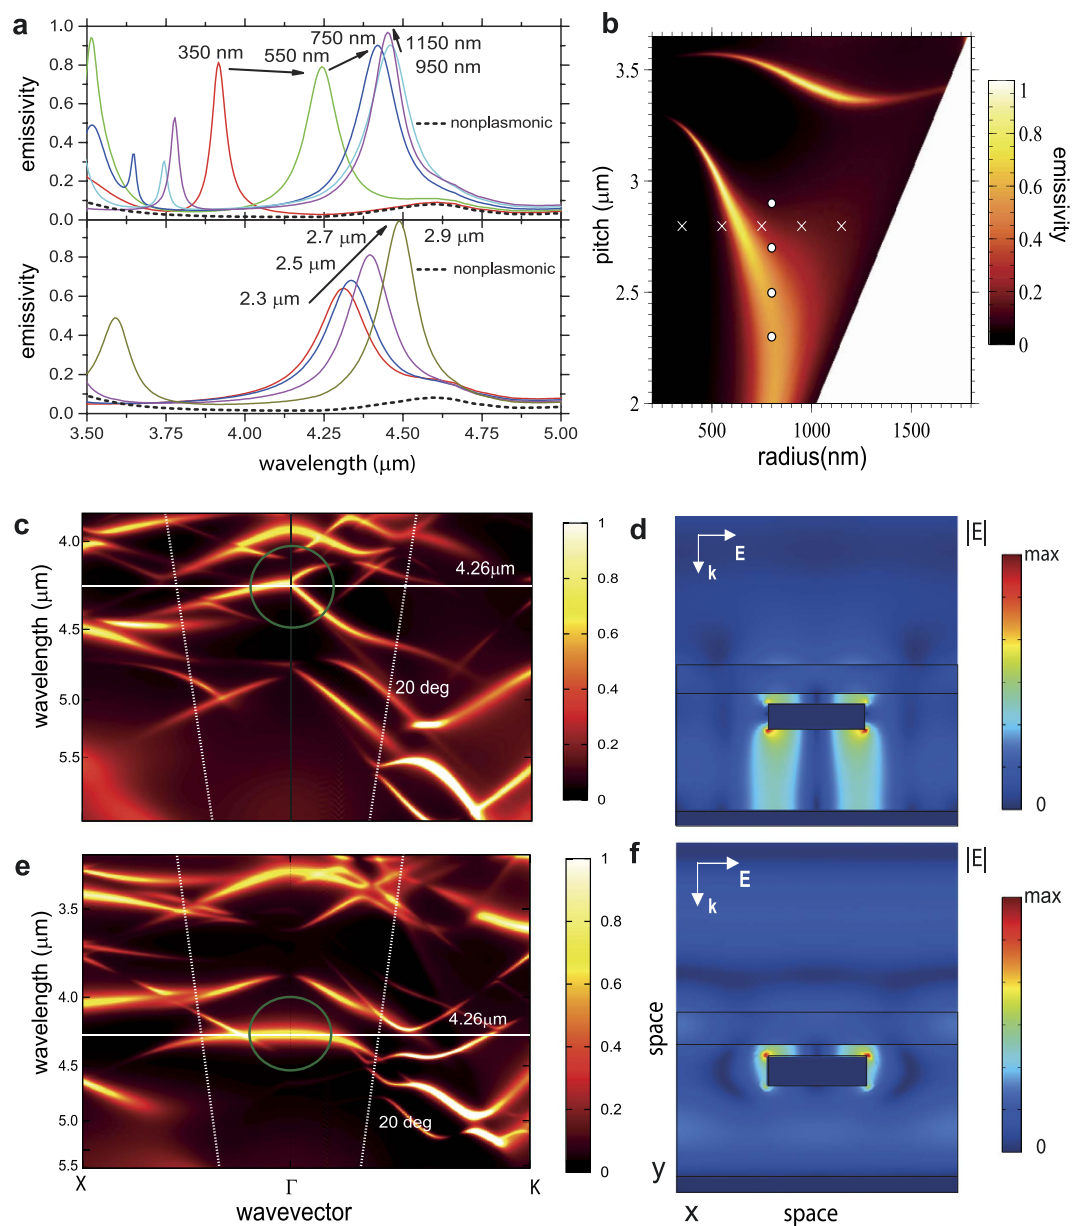 a
1.0
0.8
0.6
0.4
0.2
0.0
emissivity
350 nm
550 nm
750 nm
1150 nm
950 nm
nonplasmonic
0.8
0.6
0.4
0.2
0.0
emissivity
2.7 μm
2.9 μm
2.5 μm
2.3 μm
nonplasmonic
3.50
3.75
4.00
4.25
4.50
4.75
5.00
wavelength (μm)
b
3.5
3
2.5
2
pitch (μm)
500
1000
1500
radius(nm)
1
0.8
0.6
0.4
0.2
0
emissivity
c
4.0
4.5
5.0
5.5
wavelength (μm)
4.26μm
20 deg
1
0.8
0.6
0.4
0.2
0
d
E
k
|E|
max
0
e
3.5
4.0
4.5
5.0
5.5
wavelength (μm)
4.26μm
20 deg
X
Γ
K
wavevector
1
0.8
0.6
0.4
0.2
0
f
E
k
|E|
max
0
space
y
x
space